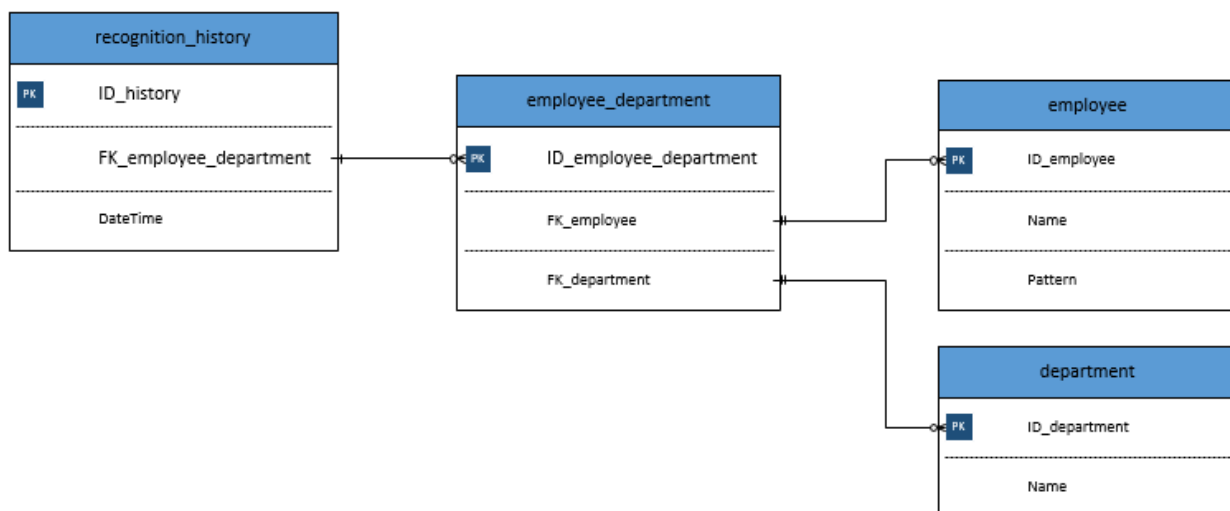 recognition_history
PK ID_history
FK_employee_department
DateTime
employee_department
PK ID_employee_department
FK_employee
FK_department
employee
PK ID_employee
Name
Pattern
department
PK ID_department
Name